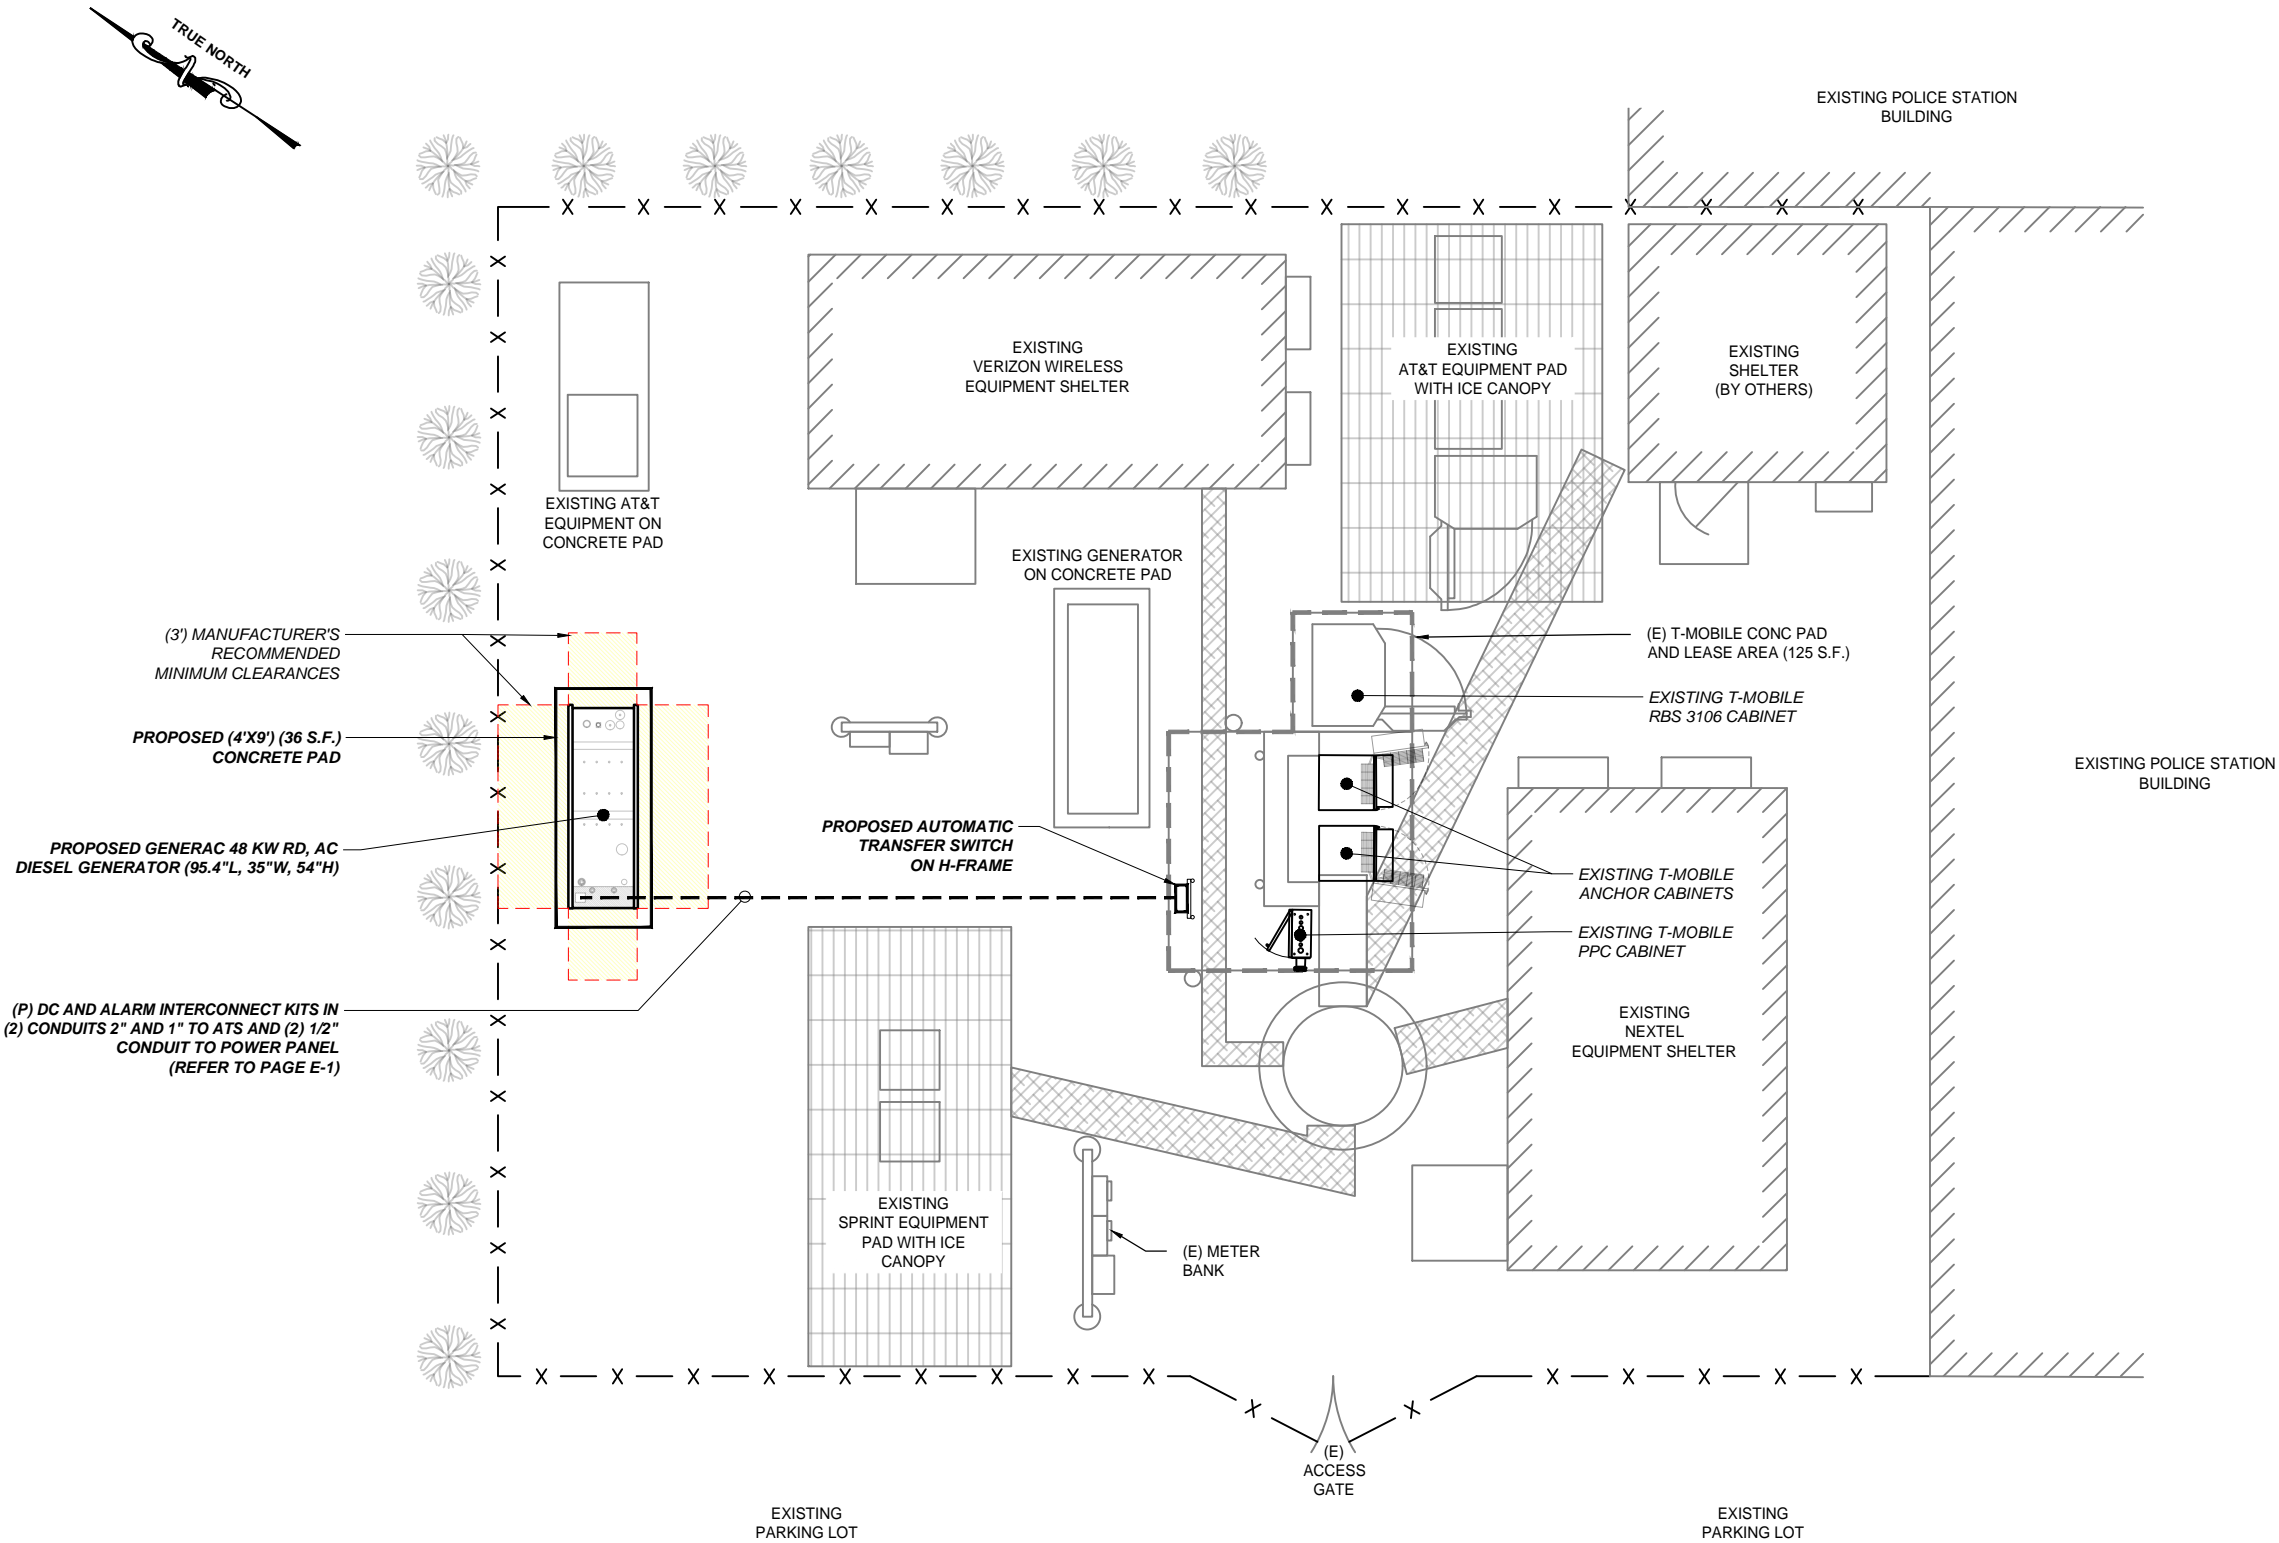 TRUE NORTH
EXISTING POLICE STATION
BUILDING
EXISTING
VERIZON WIRELESS
EQUIPMENT SHELTER
EXISTING
AT&T EQUIPMENT PAD
WITH ICE CANOPY
EXISTING
SHELTER
(BY OTHERS)
EXISTING AT&T
EQUIPMENT ON
CONCRETE PAD
EXISTING GENERATOR
ON CONCRETE PAD
(3') MANUFACTURER'S
RECOMMENDED
MINIMUM CLEARANCES
(E) T-MOBILE CONC PAD
AND LEASE AREA (125 S.F.)
EXISTING T-MOBILE
RBS 3106 CABINET
PROPOSED (4'X9') (36 S.F.)
CONCRETE PAD
EXISTING POLICE STATION
BUILDING
PROPOSED GENERAC 48 KW RD, AC
DIESEL GENERATOR (95.4"L, 35"W, 54"H)
PROPOSED AUTOMATIC
TRANSFER SWITCH
ON H-FRAME
EXISTING T-MOBILE
ANCHOR CABINETS
EXISTING T-MOBILE
PPC CABINET
(P) DC AND ALARM INTERCONNECT KITS IN
(2) CONDUITS 2" AND 1" TO ATS AND (2) 1/2"
CONDUIT TO POWER PANEL
(REFER TO PAGE E-1)
EXISTING
NEXTEL
EQUIPMENT SHELTER
EXISTING
SPRINT EQUIPMENT
PAD WITH ICE
CANOPY
(E) METER
BANK
(E)
ACCESS
GATE
EXISTING
PARKING LOT
EXISTING
PARKING LOT